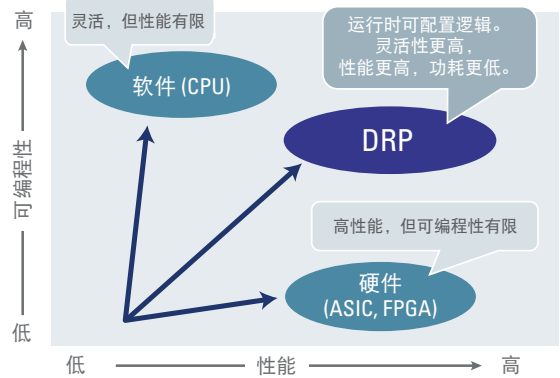 高
灵活，但性能有限
运行时可配置逻辑。
灵活性更高，
性能更高，功耗更低。
软件 (CPU)
DRP
可编程性
高性能，但可编程性有限
硬件
(ASIC, FPGA)
低
低
性能
高